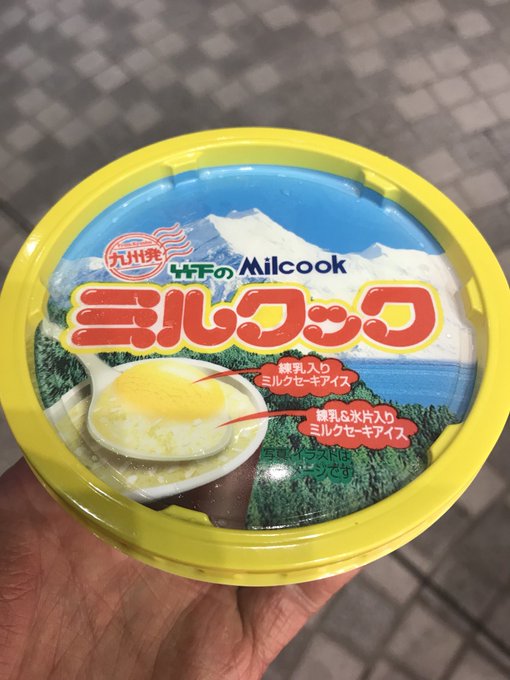 九州発
竹下の Milcook
ミルクック
練乳入り
ミルクセーキアイス
練乳&氷片入り
ミルクセーキアイス
写真・イラストは
イメージです